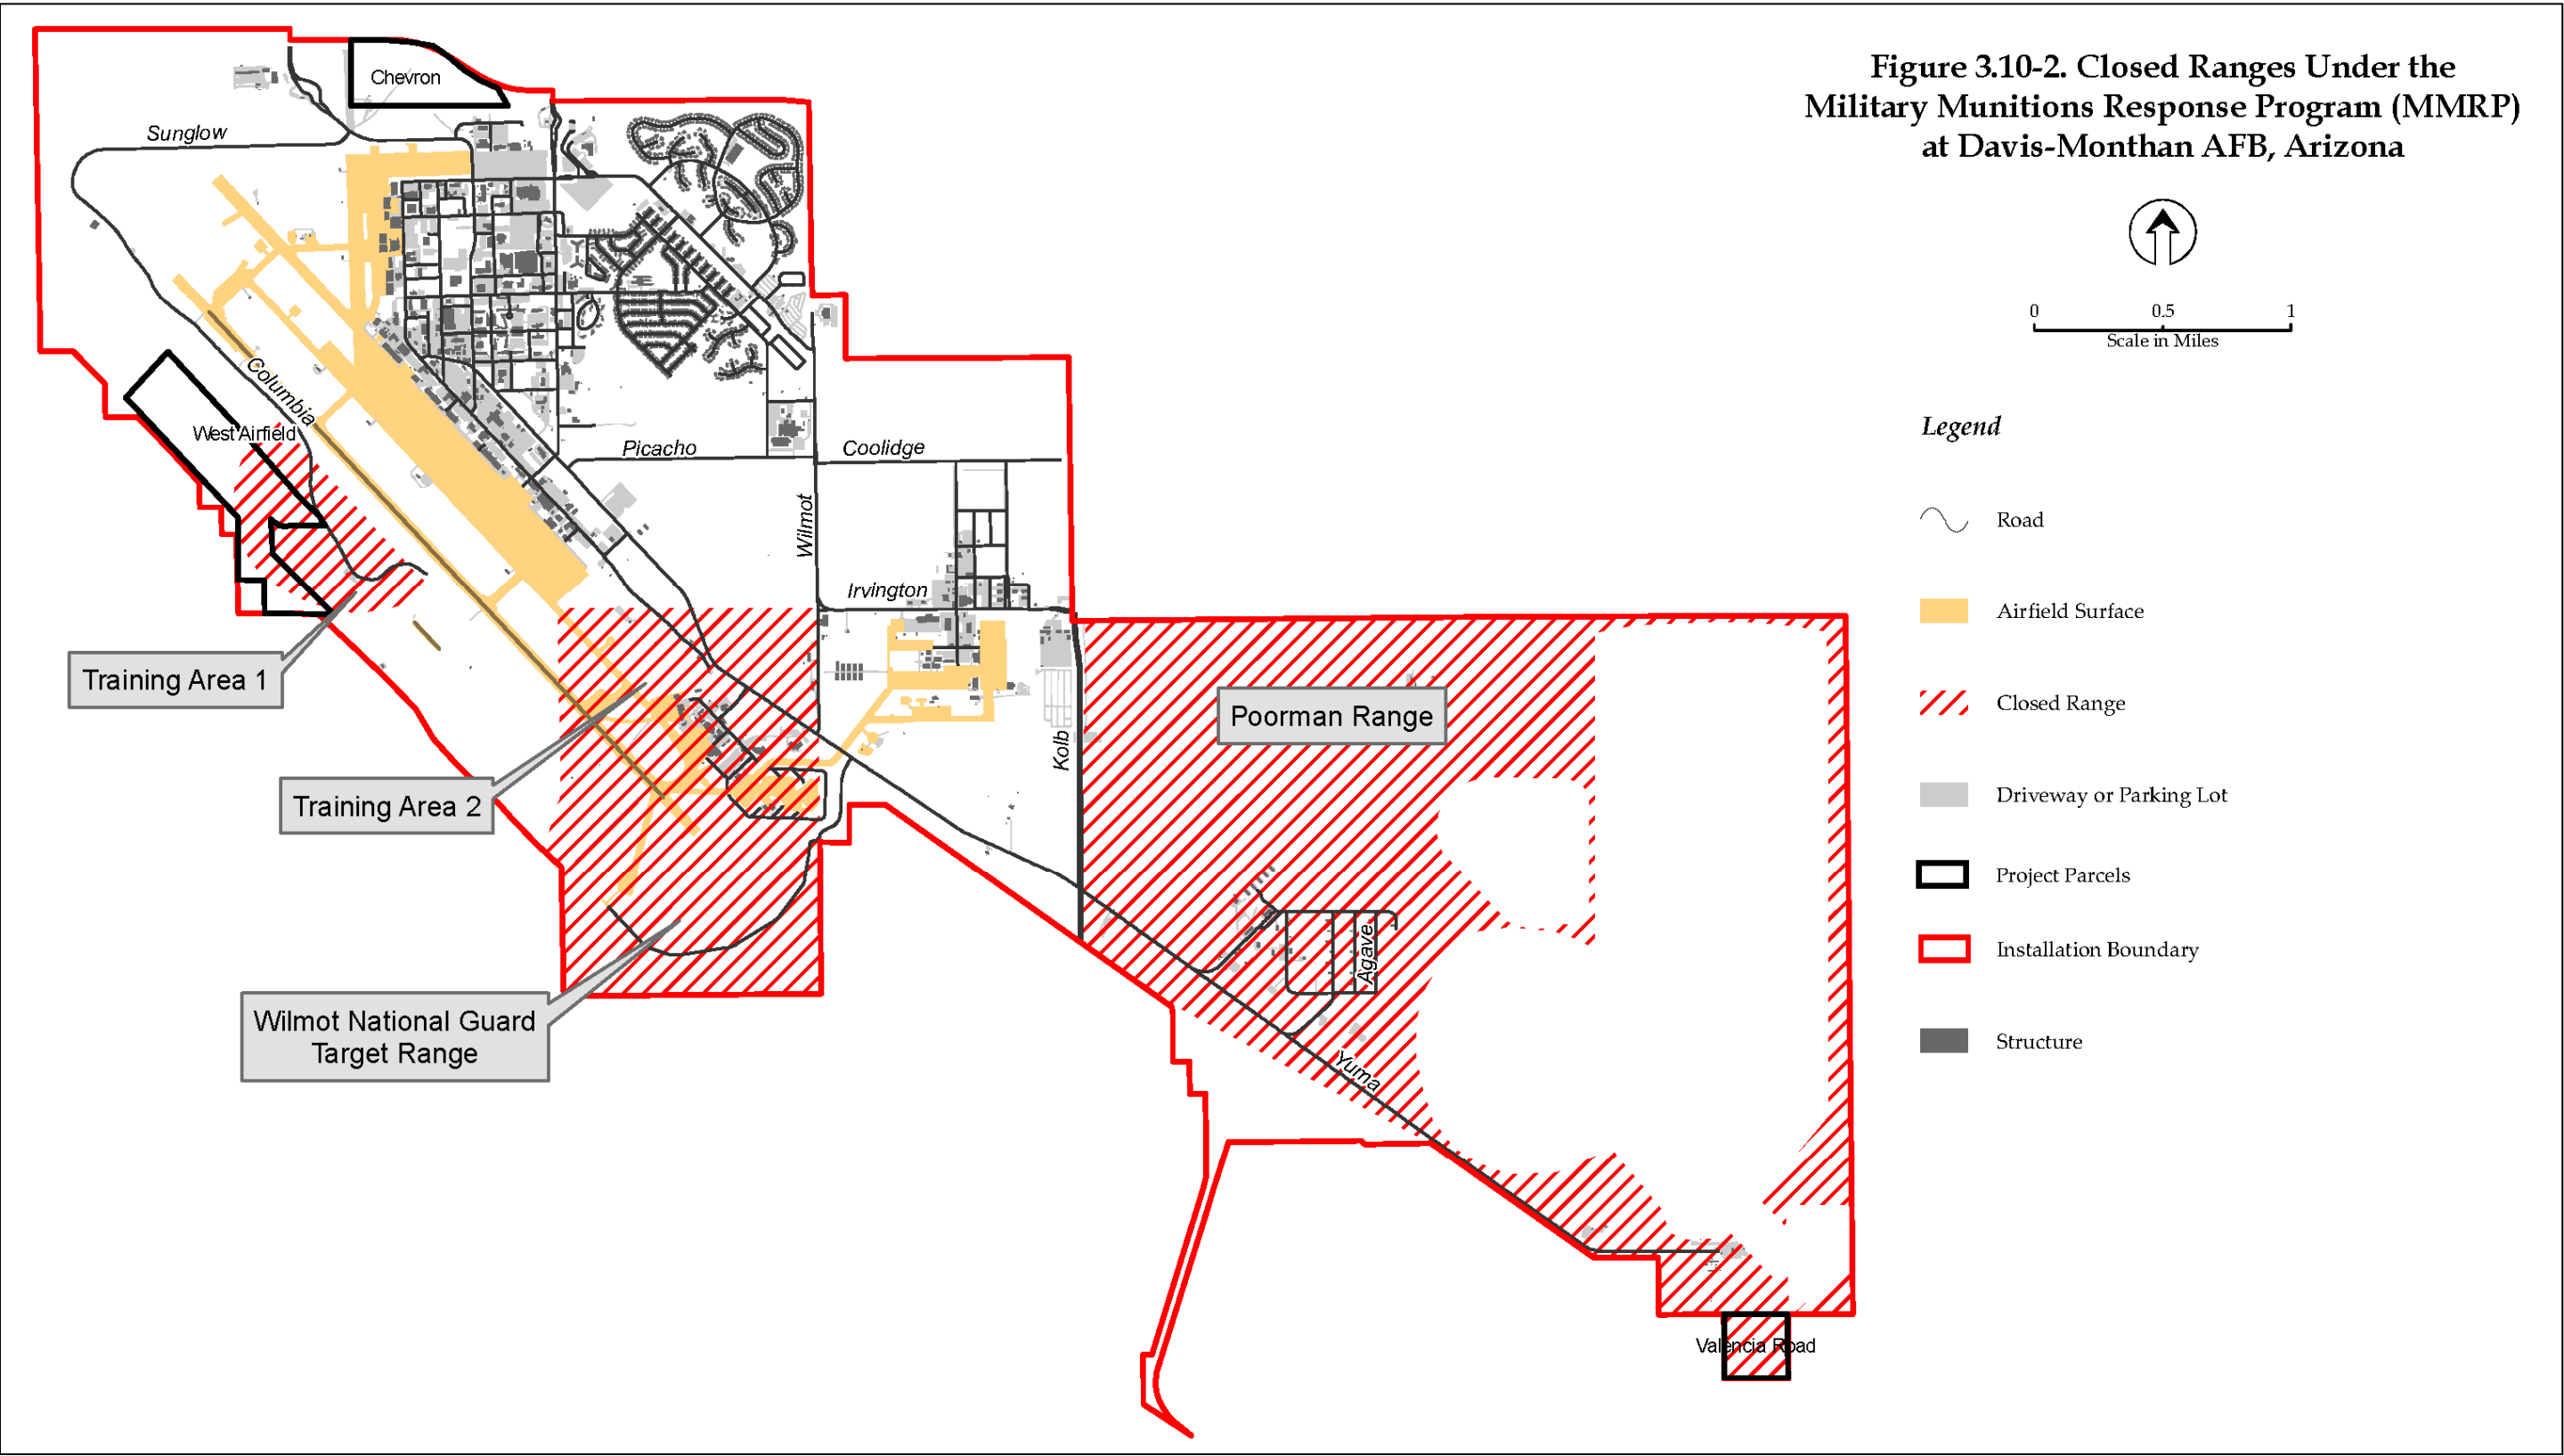 Figure 3.10-2. Closed Ranges Under the
Military Munitions Response Program (MMRP)
at Davis-Monthan AFB, Arizona
0 0.5 1
Scale in Miles
Legend
Road
Airfield Surface
Closed Range
Driveway or Parking Lot
Project Parcels
Installation Boundary
Structure
Chevron
Sunglow
Columbia
West Airfield
Picacho
Coolidge
Wilmot
Irvington
Training Area 1
Poorman Range
Kolb
Training Area 2
Agave
Wilmot National Guard
Target Range
Yuma
Valencia Road